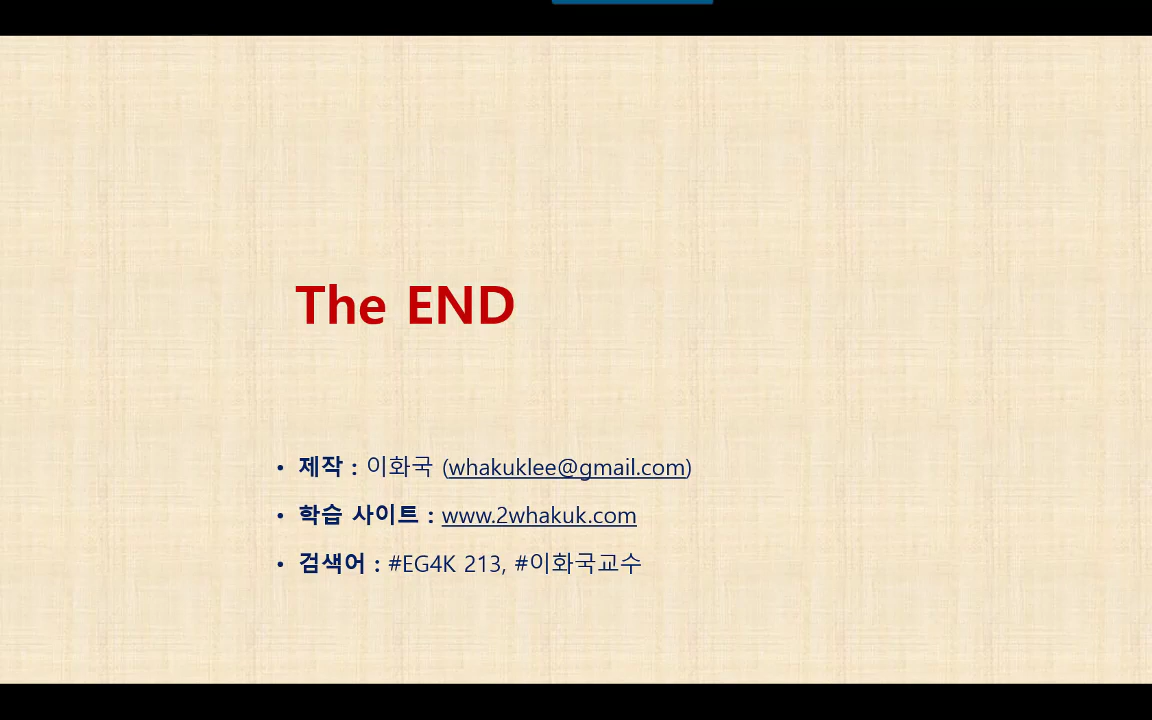 The END
• 제작 : 이화국 (whakuklee@gmail.com)
• 학습 사이트 : www.2whakuk.com
• 검색어 : #EG4K 213, #이화국교수